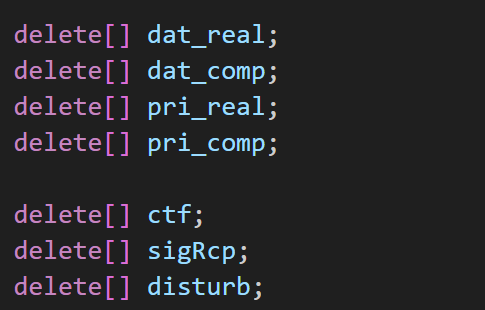 delete[] dat_real;
delete[] dat_comp;
delete[] pri_real;
delete[] pri_comp;
delete[] ctf;
delete[] sigRcp;
delete[] disturb;